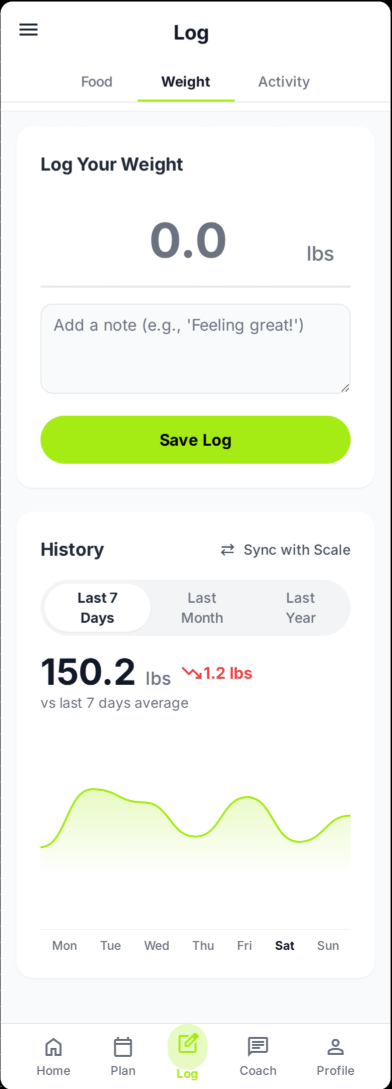 Log
Food Weight Activity
Log Your Weight
0.0 lbs
Add a note (e.g., 'Feeling great!')
Save Log
History Sync with Scale
Last 7 Days Last Month Last Year
150.2 lbs 1.2 lbs
vs last 7 days average
Mon Tue Wed Thu Fri Sat Sun
Home Plan Log Coach Profile